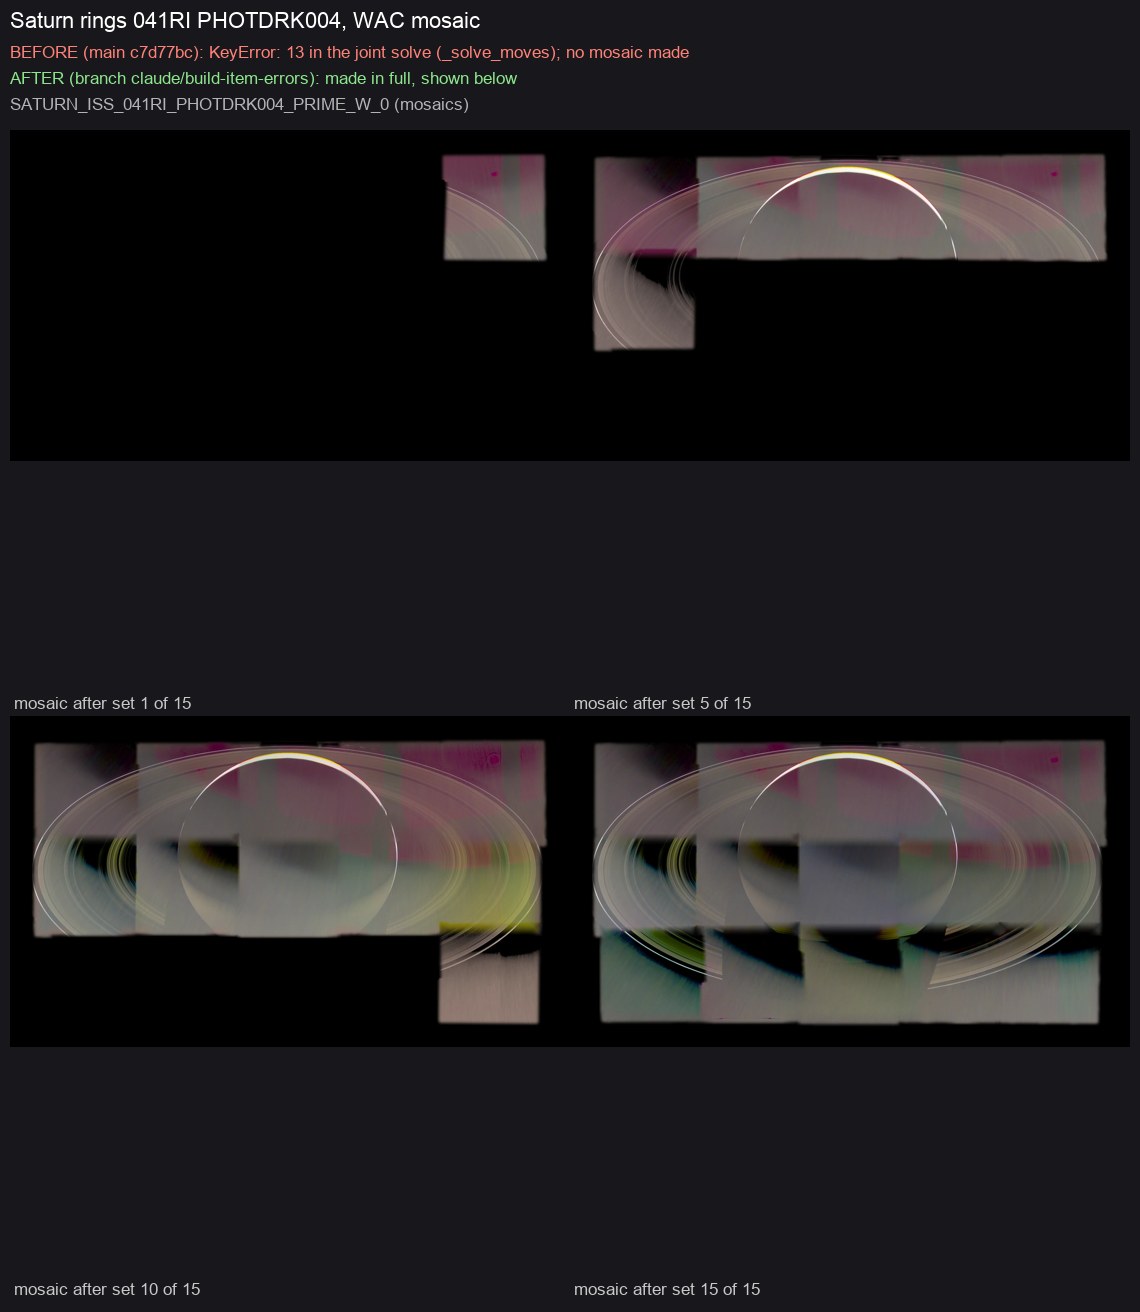 Saturn rings 041RI PHOTDRK004, WAC mosaic
BEFORE (main c7d77bc): KeyError: 13 in the joint solve (_solve_moves); no mosaic made
AFTER (branch claude/build-item-errors): made in full, shown below
SATURN_ISS_041RI_PHOTDRK004_PRIME_W_0 (mosaics)
mosaic after set 1 of 15
mosaic after set 5 of 15
mosaic after set 10 of 15
mosaic after set 15 of 15